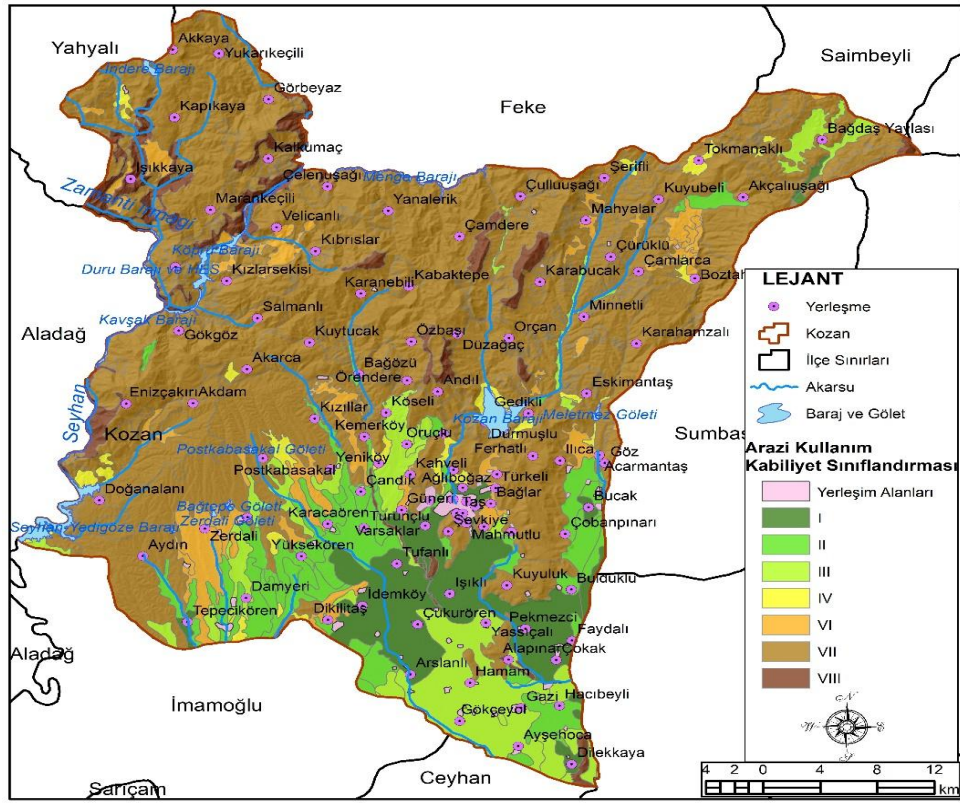 Yahyalı
Akkaya
Yukarıkeçili
Saimbeyli
İndere Barajı
Görbeyaz
Feke
Kapıkaya
Bağdaş Yaylası
Kalkumaç
Tokmanaklı
Işıkkaya
Çelenuşağı
Menge Barajı
Şerifli
Zamantı Irmağı
Marankeçili
Yanalerik
Çulluuşağı
Kuyubeli
Akçalıuşağı
Velicanlı
Çamdere
Mahyalar
Köprü Barajı
Kıbrıslar
Çürüklü
Duru Barajı ve HES
Kızlarsekisi
Karanebili
Kabaktepe
Karabucak
Çamlarca
Boztah
Kavşak Barajı
Salmanlı
Minnetli
Aladağ
Gökgöz
Kuytucak
Özbaşı
Düzağaç
Orçan
Karahamzalı
Akarca
Bağözü
Örendere
Andıl
Eskimantaş
Enizçakırı
Akdam
Köseli
Gedikli
Seyhan
Kızıllar
Kozan Barajı
Meletmez Göleti
Kozan
Kemerköy
Oruçlu
Durmuşlu
Sumbas
Postkabasakal Göleti
Yeniköy
Ferhatlı
Ilıca
Göz
Postkabasakal
Kahveli
Acarmantaş
Doğanalanı
Çandık
Ağlıboğaz
Türkeli
Bağlar
Bucak
Bağtepe Göleti
Güneri
Taş
Zerdali Göleti
Karacaören
Turunçlu
Şevkiye
Çobanpınarı
Seyhan Yedigöze Barajı
Zerdali
Varsaklar
Mahmutlu
Aydın
Yüksekören
Tufanlı
Damyeri
Işıklı
Kuyuluk
Bulduklu
Tepecikören
Dikilitaş
İdemköy
Çukurören
Pekmezci
Yassıçalı
Faydalı
Aladağ
Alapınar
Çokak
Arslanlı
Hamam
İmamoğlu
Gökçeyol
Gazi
Hacıbeyli
Ayşehoca
Dilekkaya
Ceyhan
Sarıçam
LEJANT
Yerleşme
Kozan
İlçe Sınırları
Akarsu
Baraj ve Gölet
Arazi Kullanım
Kabiliyet Sınıflandırması
Yerleşim Alanları
I
II
III
IV
VI
VII
VIII
N
W
E
S
4 2 0 4 8 12
km